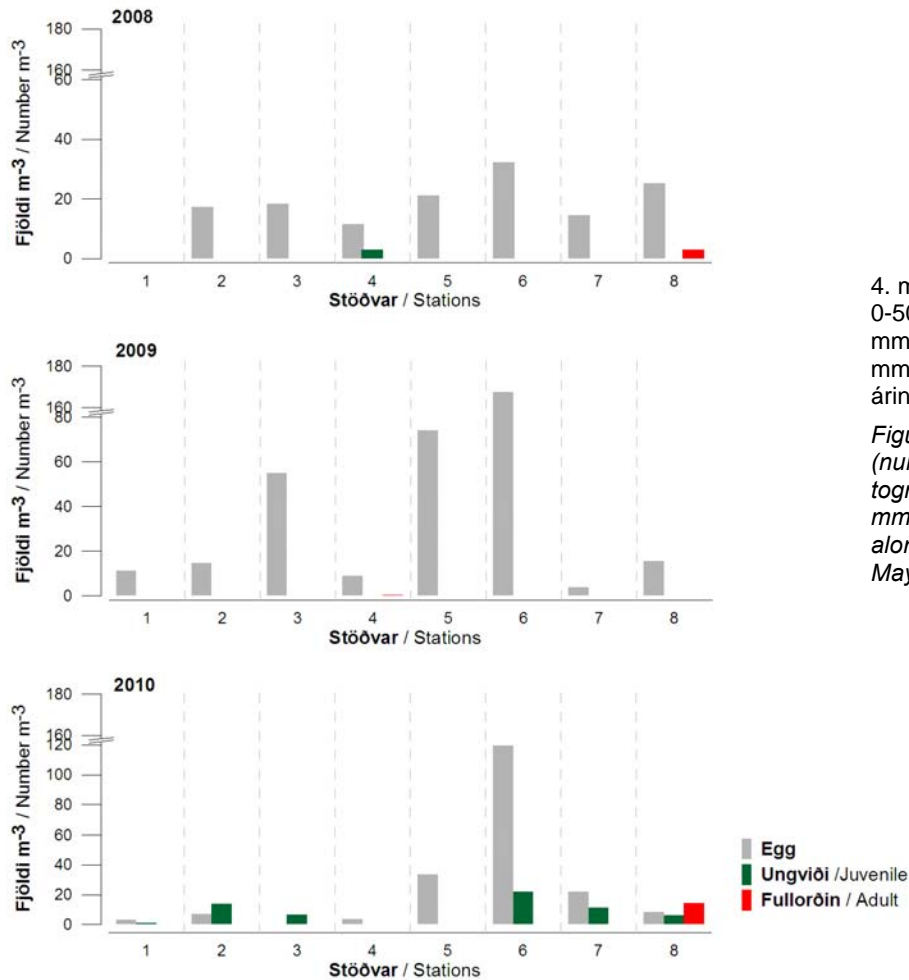 2008
Fjöldi m-3 / Number m-3
180
160
60
40
20
0
1 2 3 4 5 6 7 8
Stöðvar / Stations
2009
Fjöldi m-3 / Number m-3
180
160
80
60
40
20
0
1 2 3 4 5 6 7 8
Stöðvar / Stations
2010
Fjöldi m-3 / Number m-3
180
160
120
100
80
60
40
20
0
1 2 3 4 5 6 7 8
Stöðvar / Stations
Egg
Ungviði /Juvenile
Fullorðin / Adult
4. m
0-50
mm
mm
árin
Figu
(nur
togr
mm
alor
May